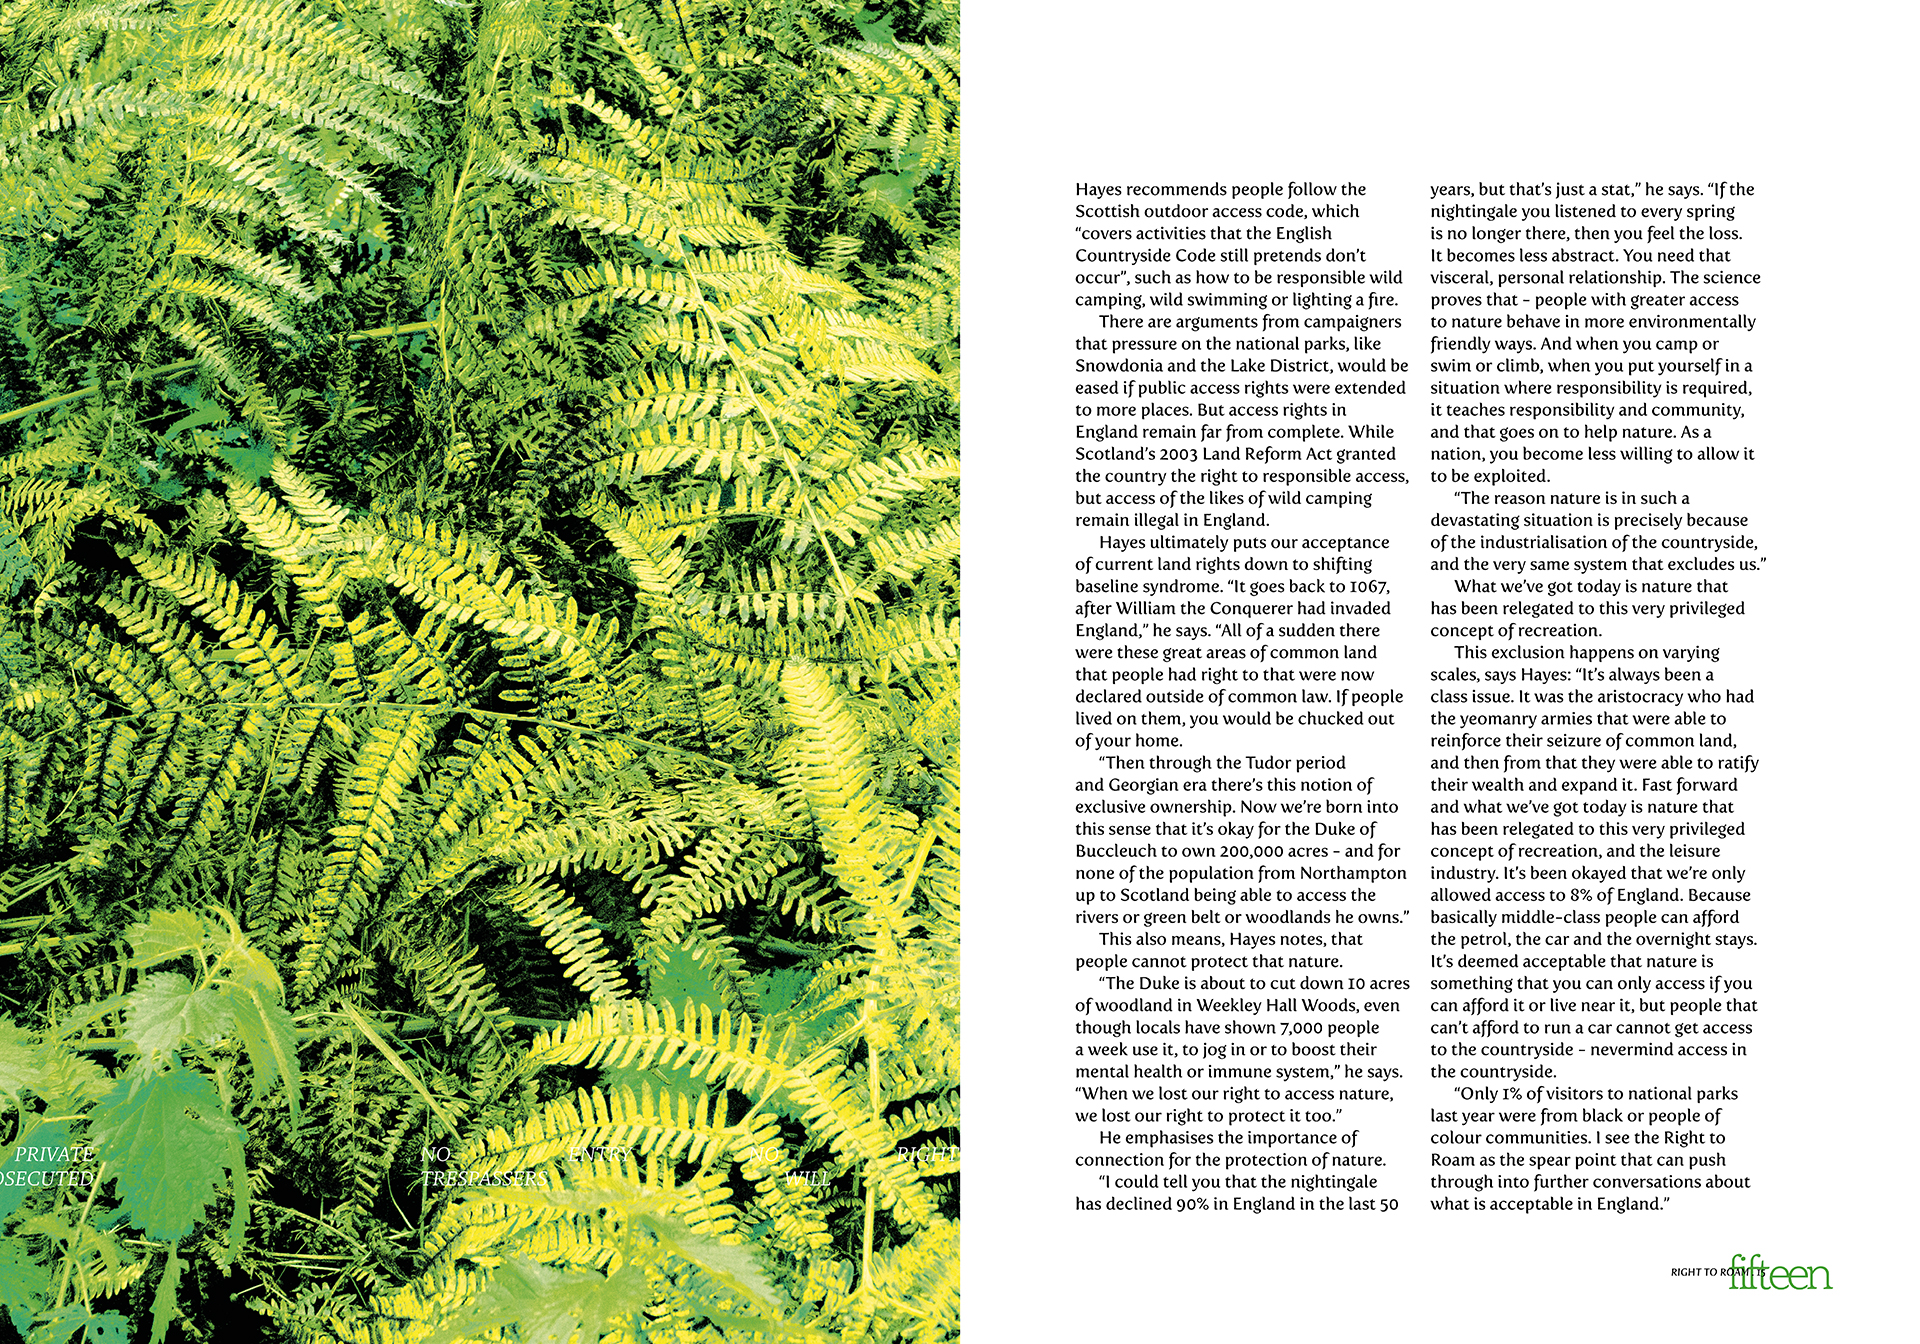 PRIVATE NO ENTRY NO RIGHT
TRESPASSERS WILL
Hayes recommends people follow the
Scottish outdoor access code, which
“covers activities that the English
Countryside Code still pretends don’t
occur”, such as how to be responsible wild
camping, wild swimming or lighting a fire.
There are arguments from campaigners
that pressure on the national parks, like
Snowdonia and the Lake District, would be
eased if public access rights were extended
to more places. But access rights in
England remain far from complete. While
Scotland’s 2003 Land Reform Act granted
the country the right to responsible access,
but access of the likes of wild camping
remain illegal in England.
Hayes ultimately puts our acceptance
of current land rights down to shifting
baseline syndrome. “It goes back to 1067,
after William the Conquerer had invaded
England,” he says. “All of a sudden there
were these great areas of common land
that people had right to that were now
declared outside of common law. If people
lived on them, you would be chucked out
of your home.
“Then through the Tudor period
and Georgian era there’s this notion of
exclusive ownership. Now we’re born into
this sense that it’s okay for the Duke of
Buccleuch to own 200,000 acres – and for
none of the population from Northampton
up to Scotland being able to access the
rivers or green belt or woodlands he owns.”
This also means, Hayes notes, that
people cannot protect that nature.
“The Duke is about to cut down 10 acres
of woodland in Weekley Hall Woods, even
though locals have shown 7,000 people
a week use it, to jog in or to boost their
mental health or immune system,” he says.
“When we lost our right to access nature,
we lost our right to protect it too.”
He emphasises the importance of
connection for the protection of nature.
“I could tell you that the nightingale
has declined 90% in England in the last 50
years, but that’s just a stat,” he says. “If the
nightingale you listened to every spring
is no longer there, then you feel the loss.
It becomes less abstract. You need that
visceral, personal relationship. The science
proves that – people with greater access
to nature behave in more environmentally
friendly ways. And when you camp or
swim or climb, when you put yourself in a
situation where responsibility is required,
it teaches responsibility and community,
and that goes on to help nature. As a
nation, you become less willing to allow it
to be exploited.
“The reason nature is in such a
devastating situation is precisely because
of the industrialisation of the countryside,
and the very same system that excludes us.”
What we’ve got today is nature that
has been relegated to this very privileged
concept of recreation.
This exclusion happens on varying
scales, says Hayes: “It’s always been a
class issue. It was the aristocracy who had
the yeomanry armies that were able to
reinforce their seizure of common land,
and then from that they were able to ratify
their wealth and expand it. Fast forward
and what we’ve got today is nature that
has been relegated to this very privileged
concept of recreation, and the leisure
industry. It’s been okayed that we’re only
allowed access to 8% of England. Because
basically middle-class people can afford
the petrol, the car and the overnight stays.
It’s deemed acceptable that nature is
something that you can only access if you
can afford it or live near it, but people that
can’t afford to run a car cannot get access
to the countryside – nevermind access in
the countryside.
“Only 1% of visitors to national parks
last year were from black or people of
colour communities. I see the Right to
Roam as the spear point that can push
through into further conversations about
what is acceptable in England.”
RIGHT TO ROAM 15
fifteen